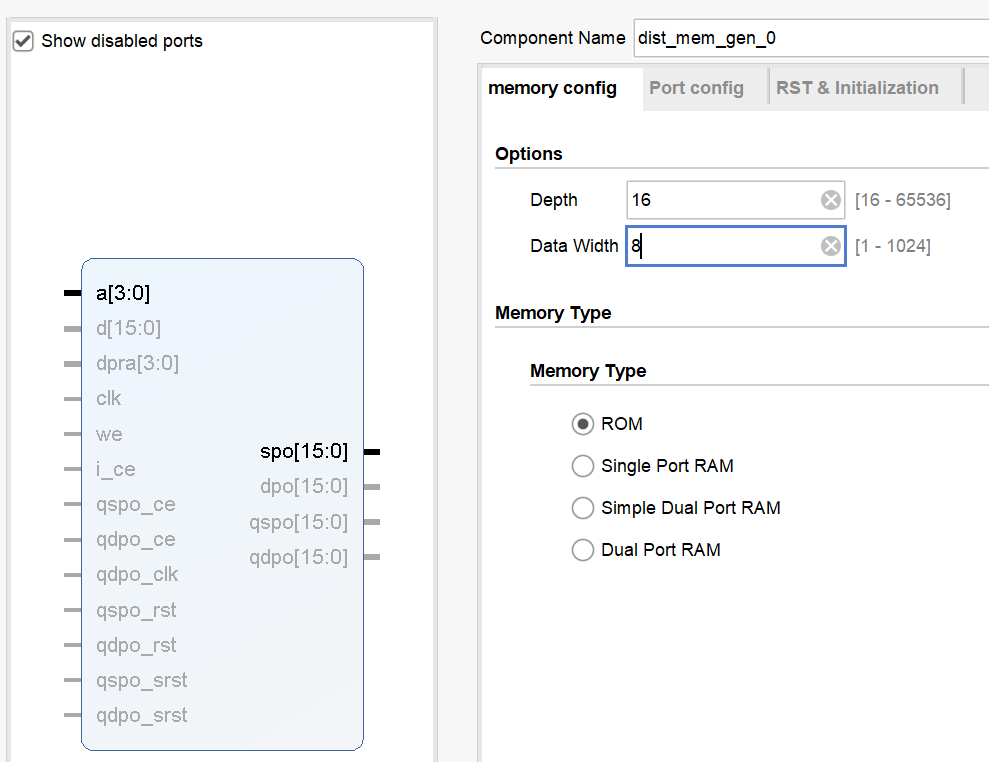 Show disabled ports
a[3:0]
d[15:0]
dpra[3:0]
clk
we
i_ce
qspo_ce
qdpo_ce
qdpo_clk
qspo_rst
qdpo_rst
qspo_srst
qdpo_srst
spo[15:0]
dpo[15:0]
qspo[15:0]
qdpo[15:0]
Component Name dist_mem_gen_0
memory config Port config RST & Initialization
Options
Depth 16 [16 - 65536]
Data Width 8 [1 - 1024]
Memory Type
Memory Type
ROM
Single Port RAM
Simple Dual Port RAM
Dual Port RAM